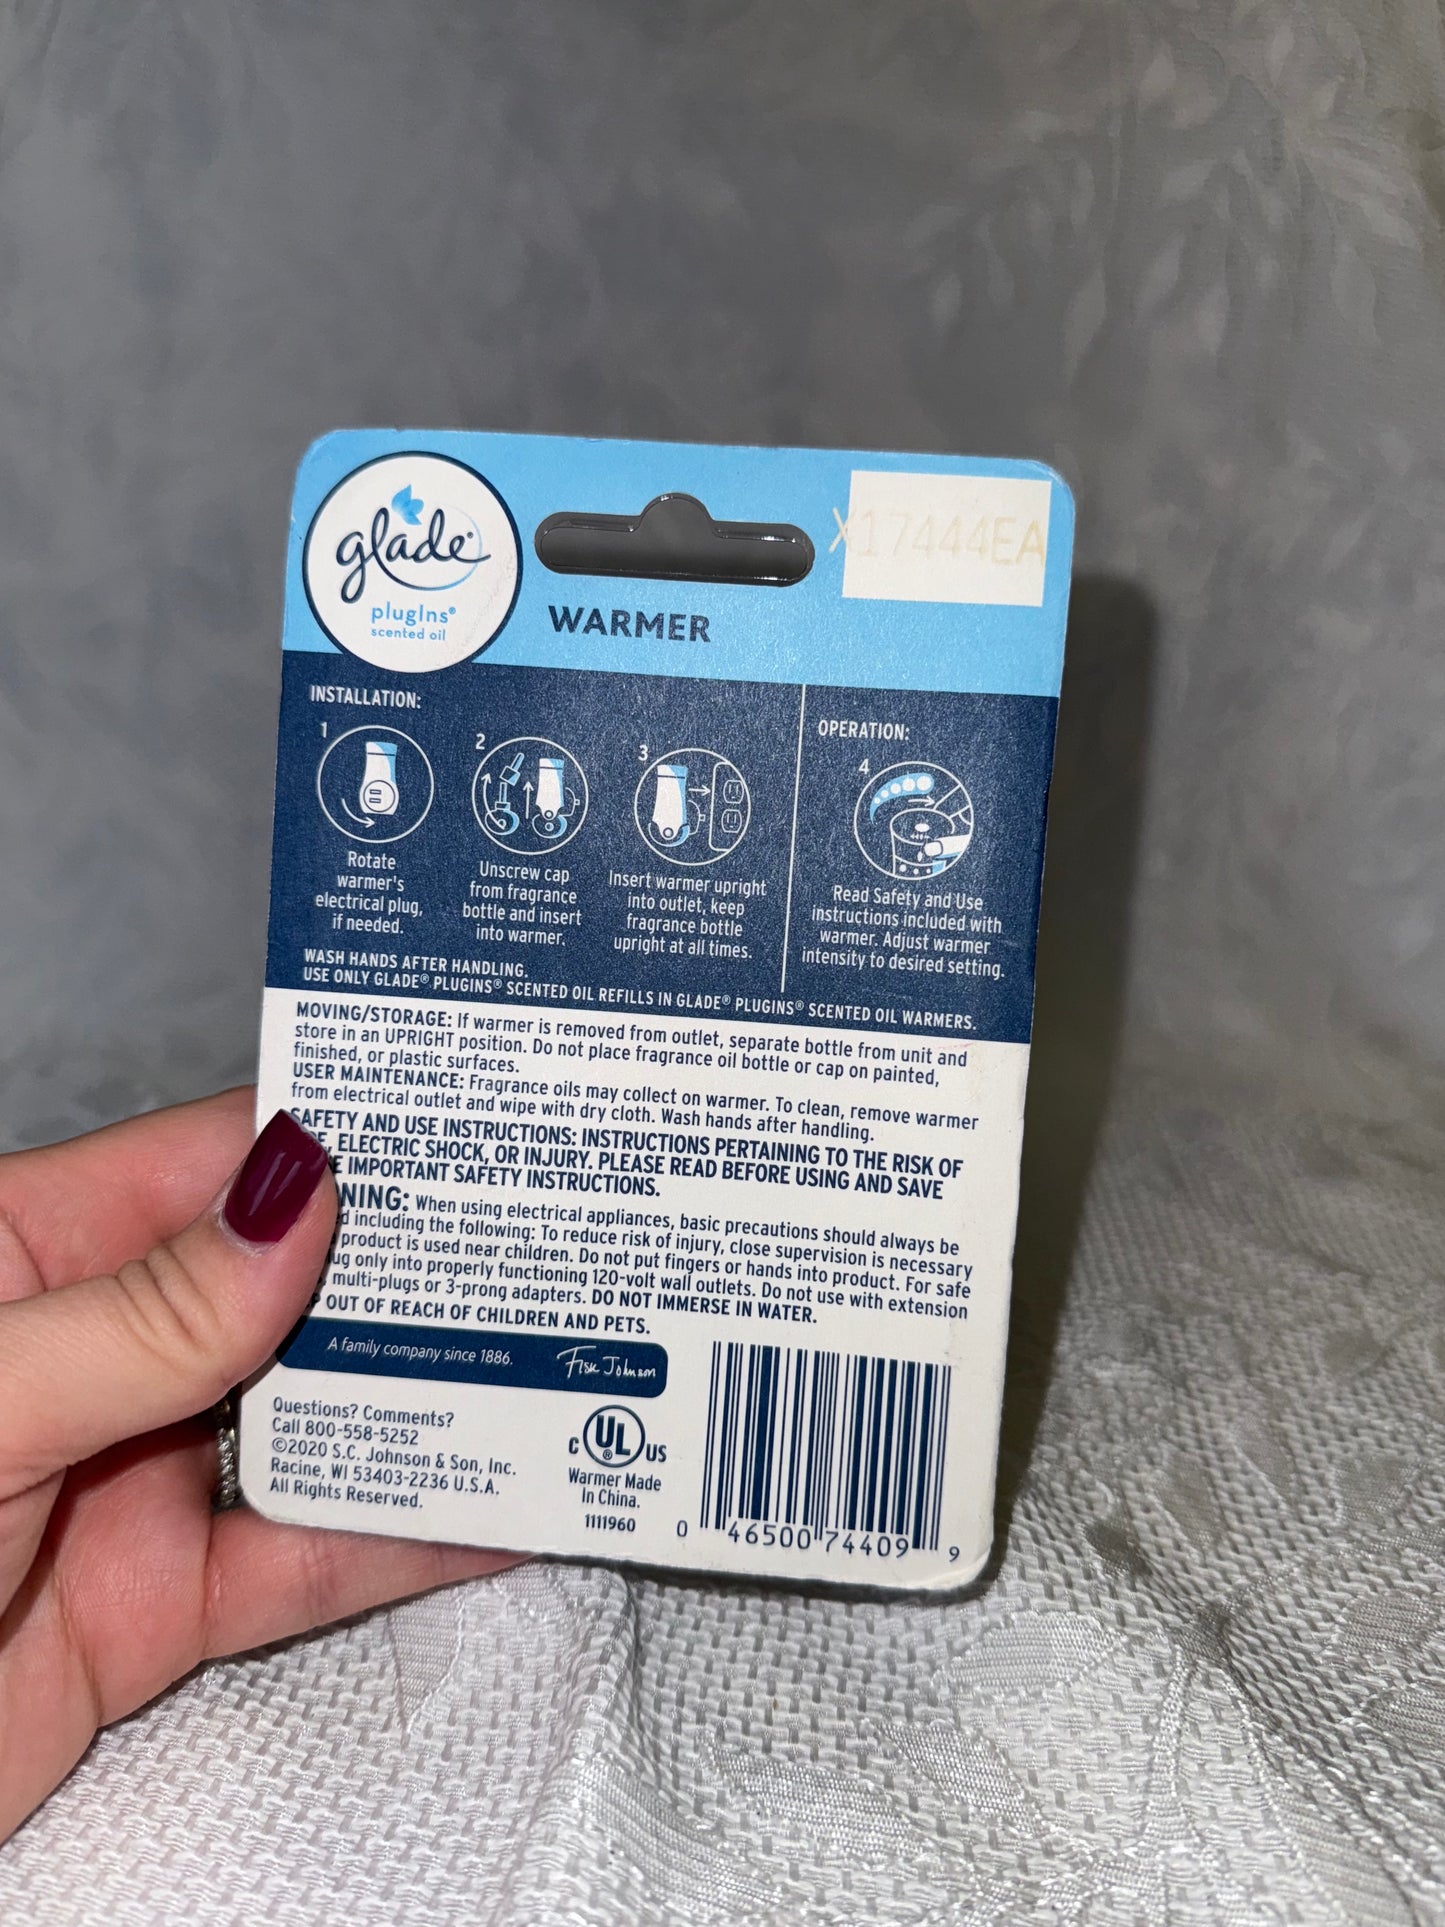 glade®
plugIns®
scented oil
WARMER
X17444EA
INSTALLATION:
1
Rotate
warmer's
electrical plug,
if needed.
2
Unscrew cap
from fragrance
bottle and insert
into warmer.
3
Insert warmer upright
into outlet, keep
fragrance bottle
upright at all times.
OPERATION:
4
Read Safety and Use
instructions included with
warmer. Adjust warmer
intensity to desired setting.
WASH HANDS AFTER HANDLING.
USE ONLY GLADE® PLUGINS® SCENTED OIL REFILLS IN GLADE® PLUGINS® SCENTED OIL WARMERS.
MOVING/STORAGE: If warmer is removed from outlet, separate bottle from unit and
store in an UPRIGHT position. Do not place fragrance oil bottle or cap on painted,
finished, or plastic surfaces.
USER MAINTENANCE: Fragrance oils may collect on warmer. To clean, remove warmer
from electrical outlet and wipe with dry cloth. Wash hands after handling.
SAFETY AND USE INSTRUCTIONS: INSTRUCTIONS PERTAINING TO THE RISK OF
ELECTRIC SHOCK, OR INJURY. PLEASE READ BEFORE USING AND SAVE
IMPORTANT SAFETY INSTRUCTIONS.
When using electrical appliances, basic precautions should always be
including the following: To reduce risk of injury, close supervision is necessary
product is used near children. Do not put fingers or hands into product. For safe
only into properly functioning 120-volt wall outlets. Do not use with extension
multi-plugs or 3-prong adapters. DO NOT IMMERSE IN WATER.
OUT OF REACH OF CHILDREN AND PETS.
A family company since 1886.
Fisk Johnson
Questions? Comments?
Call 800-558-5252
©2020 S.C. Johnson & Son, Inc.
Racine, WI 53403-2236 U.S.A.
All Rights Reserved.
C UL® US
Warmer Made
In China.
1111960
0 46500 74409 9